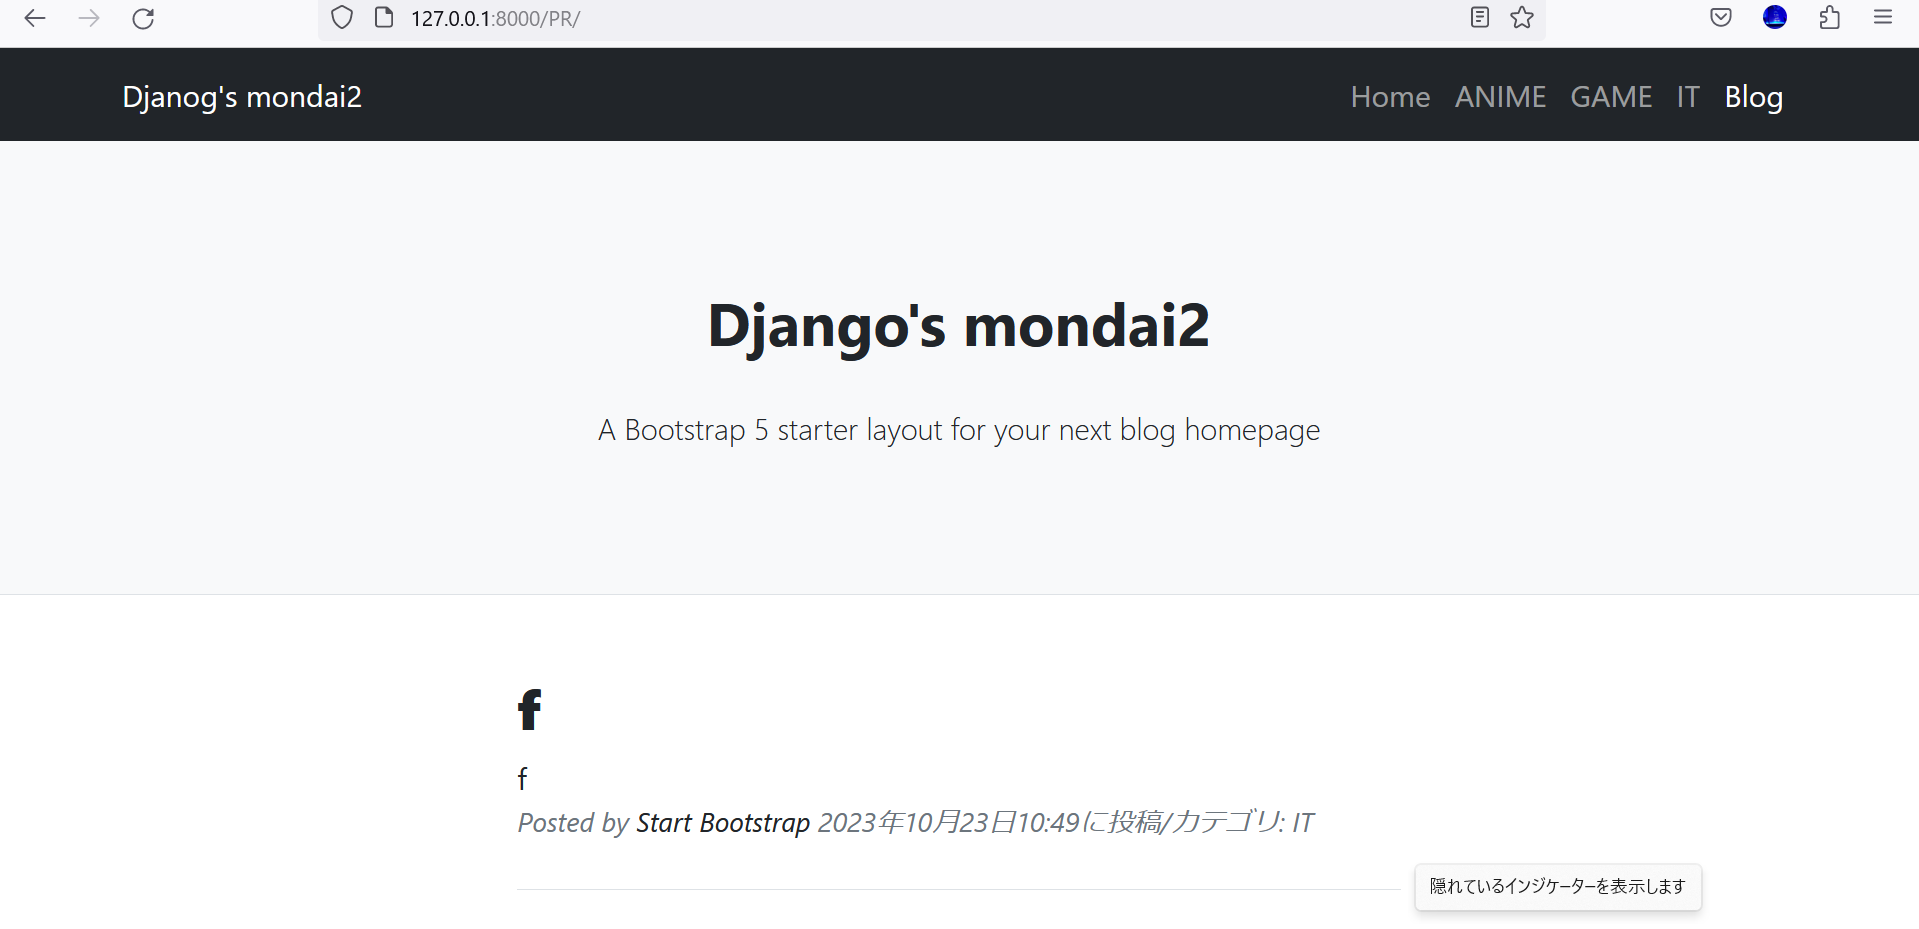 127.0.0.1:8000/PR/
Djanog's mondai2
Home ANIME GAME IT Blog
Django's mondai2
A Bootstrap 5 starter layout for your next blog homepage
f
f
Posted by Start Bootstrap 2023年10月23日10:49に投稿/カテゴリ: IT
隠れているインジケーターを表示します